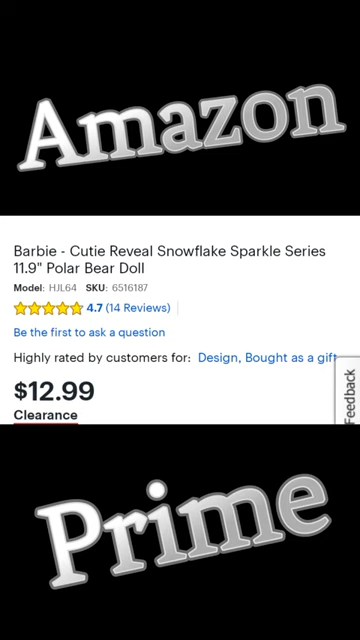 Amazon
Barbie - Cutie Reveal Snowflake Sparkle Series
11.9" Polar Bear Doll
Model: HJL64 SKU: 6516187
4.7 (14 Reviews)
Be the first to ask a question
Highly rated by customers for: Design, Bought as a gift
$12.99
Clearance
Feedback
Prime